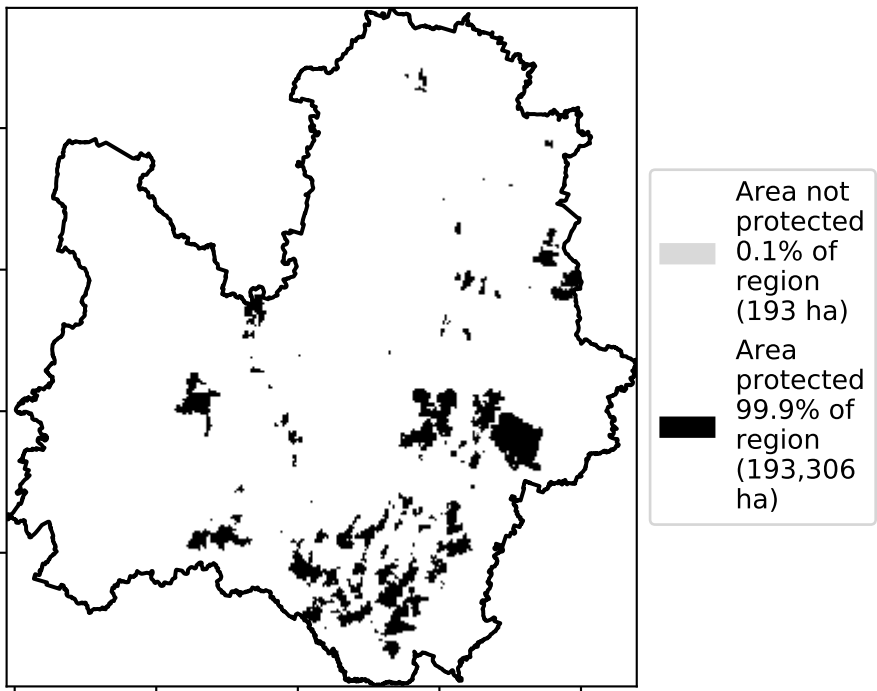 Area not
protected
0.1% of
region
(193 ha)
Area
protected
99.9% of
region
(193,306
ha)